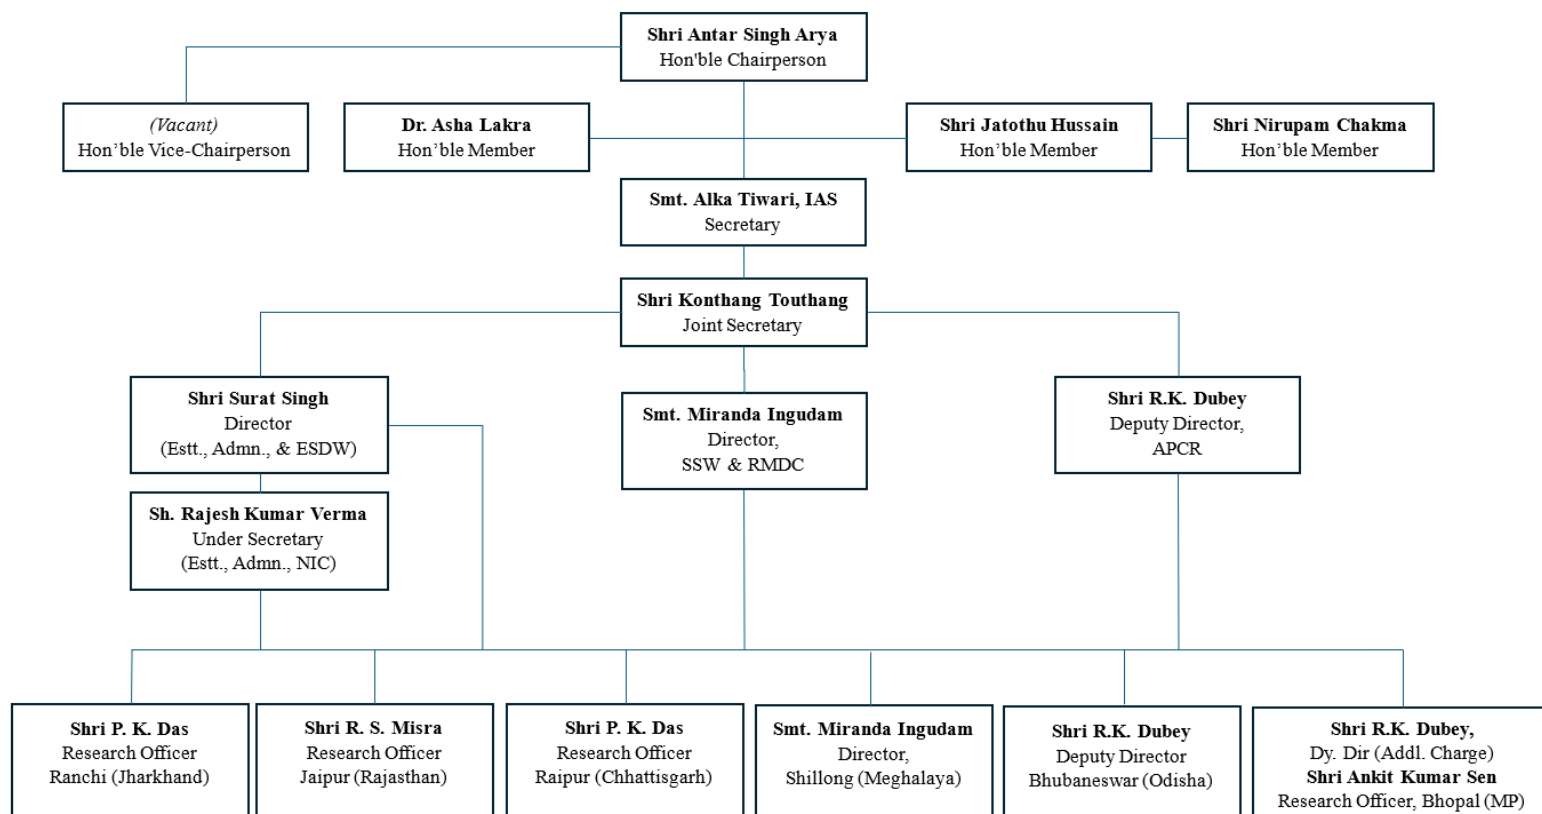 Shri Antar Singh Arya
Hon'ble Chairperson
(Vacant)
Hon’ble Vice-Chairperson
Dr. Asha Lakra
Hon’ble Member
Shri Jatothu Hussain
Hon’ble Member
Shri Nirupam Chakma
Hon’ble Member
Smt. Alka Tiwari, IAS
Secretary
Shri Konthang Touthang
Joint Secretary
Shri Surat Singh
Director
(Estt., Admn., & ESDW)
Smt. Miranda Ingudam
Director,
SSW & RMDC
Shri R.K. Dubey
Deputy Director,
APCR
Sh. Rajesh Kumar Verma
Under Secretary
(Estt., Admn., NIC)
Shri P. K. Das
Research Officer
Ranchi (Jharkhand)
Shri R. S. Misra
Research Officer
Jaipur (Rajasthan)
Shri P. K. Das
Research Officer
Raipur (Chhattisgarh)
Smt. Miranda Ingudam
Director,
Shillong (Meghalaya)
Shri R.K. Dubey
Deputy Director
Bhubaneswar (Odisha)
Shri R.K. Dubey,
Dy. Dir (Addl. Charge)
Shri Ankit Kumar Sen
Research Officer, Bhopal (MP)